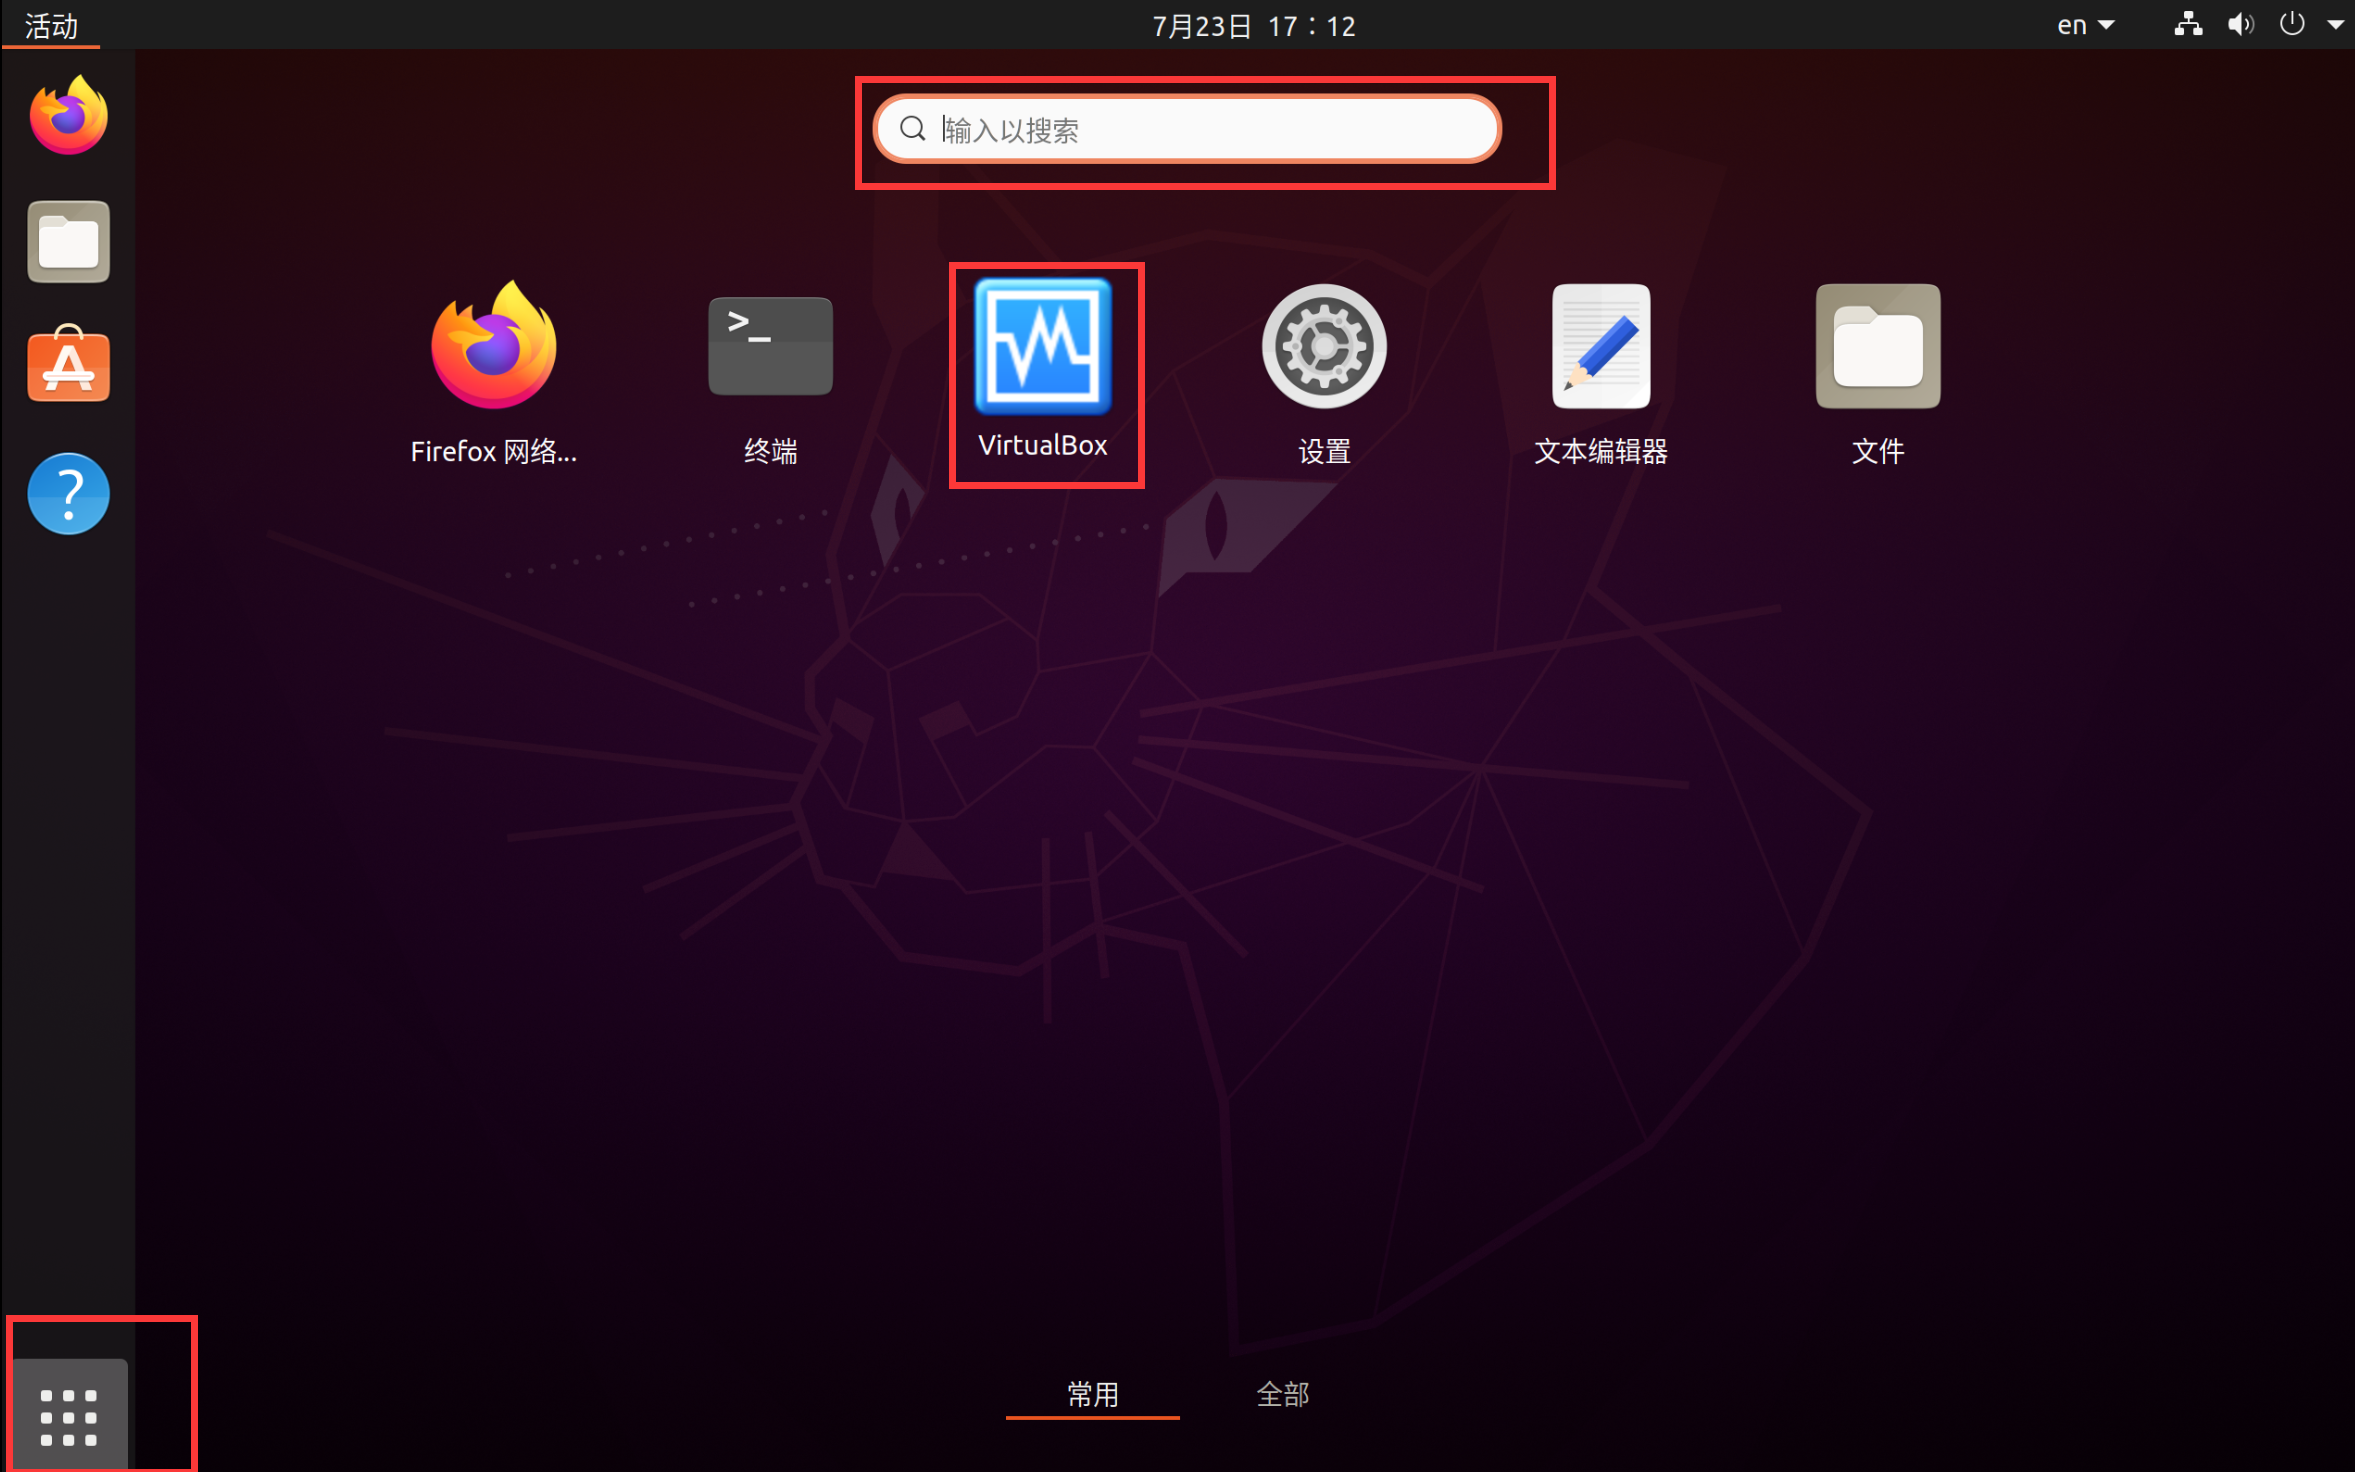 活动
7月23日 17：12
en
输入以搜索
Firefox 网络...
终端
VirtualBox
设置
文本编辑器
文件
常用
全部